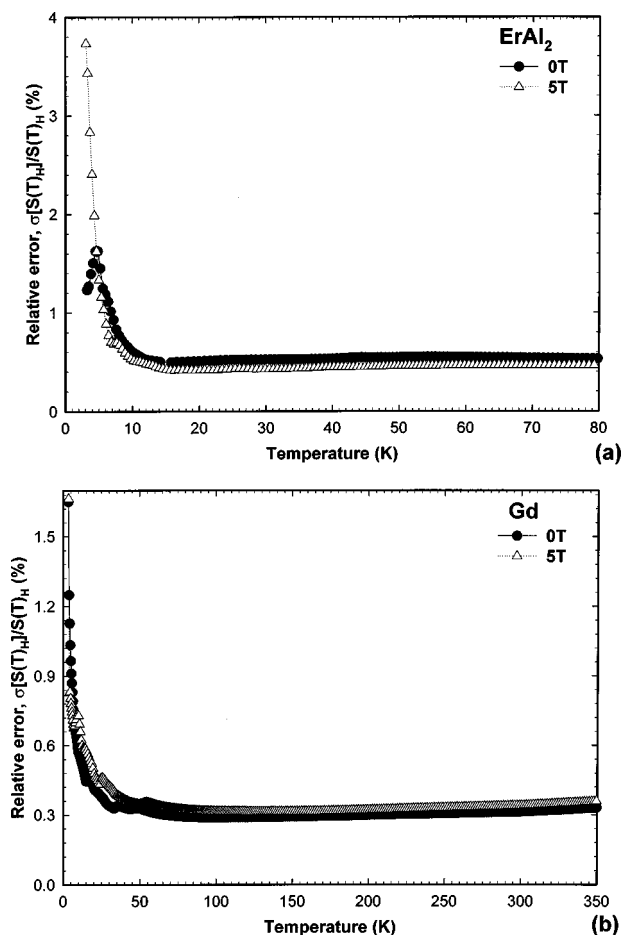 4
3
2
1
0
Relative error, σ[S(T)H]/S(T)H (%)
ErAl2
0T
5T
0 10 20 30 40 50 60 70 80
Temperature (K)
(a)
1.5
1.2
0.9
0.6
0.3
0.0
Relative error, σ[S(T)H]/S(T)H (%)
Gd
0T
5T
0 50 100 150 200 250 300 350
Temperature (K)
(b)